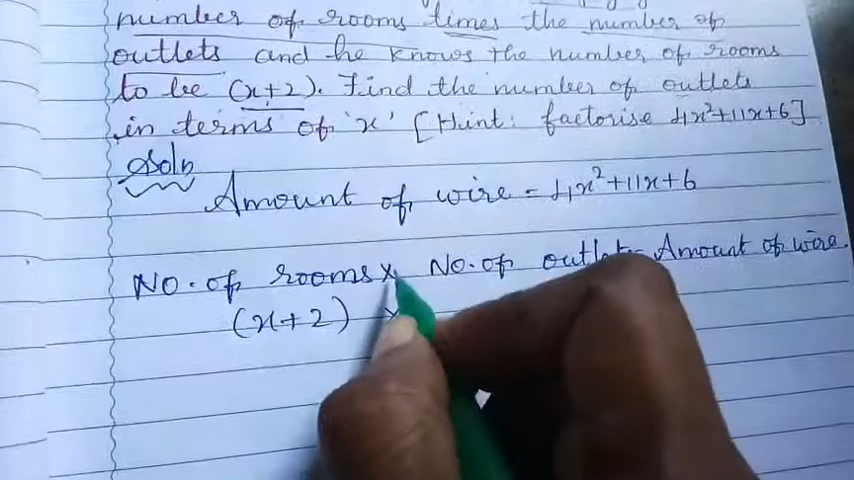 number of rooms times the number of
outlets and he knows the number of rooms
to be (x+2). Find the number of outlets
in terms of 'x' [Hint: factorise 4x²+11x+6]
Soln
Amount of wire = 4x²+11x+6
No. of rooms × No. of outlets = Amount of wire.
(x+2) ×